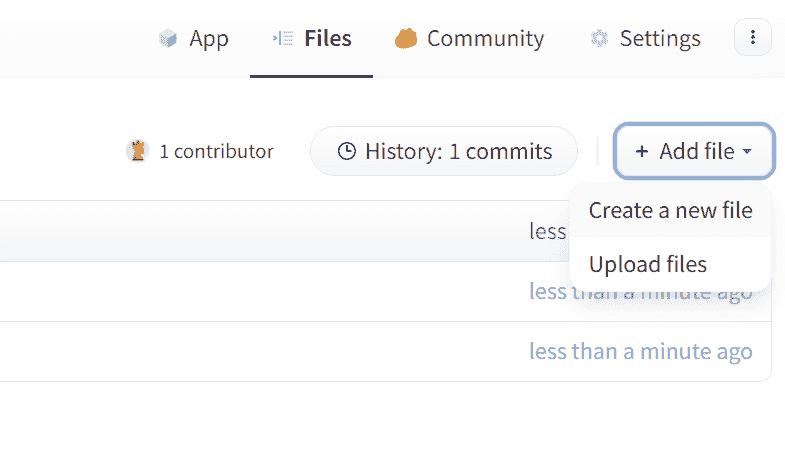 App Files Community Settings
1 contributor History: 1 commits + Add file
Create a new file
less
Upload files
less than a minute ago
less than a minute ago